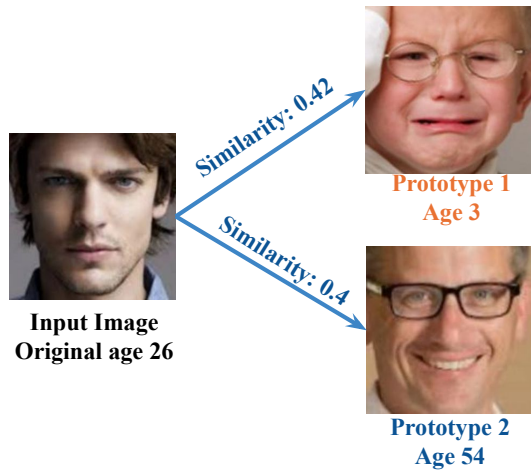 Similarity: 0.42
Prototype 1
Age 3
Input Image
Original age 26
Similarity: 0.4
Prototype 2
Age 54